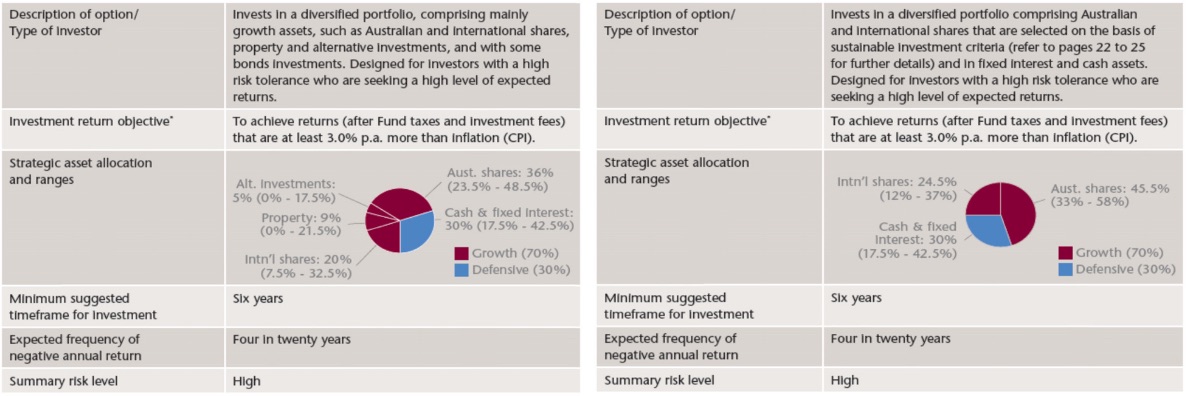 Description of option/
Type of investor
Invests in a diversified portfolio, comprising mainly
growth assets, such as Australian and international shares,
property and alternative investments, and with some
bonds investments. Designed for investors with a high
risk tolerance who are seeking a high level of expected
returns.
Investment return objective*
To achieve returns (after Fund taxes and investment fees)
that are at least 3.0% p.a. more than inflation (CPI).
Strategic asset allocation
and ranges
Alt. investments:
5% (0% - 17.5%)
Property: 9%
(0% - 21.5%)
Intn'l shares: 20%
(7.5% - 32.5%)
Aust. shares: 36%
(23.5% - 48.5%)
Cash & fixed interest:
30% (17.5% - 42.5%)
Growth (70%)
Defensive (30%)
Minimum suggested
timeframe for investment
Six years
Expected frequency of
negative annual return
Four in twenty years
Summary risk level
High
Description of option/
Type of investor
Invests in a diversified portfolio comprising Australian
and international shares that are selected on the basis of
sustainable investment criteria (refer to pages 22 to 25
for further details) and in fixed interest and cash assets.
Designed for investors with a high risk tolerance who are
seeking a high level of expected returns.
Investment return objective*
To achieve returns (after Fund taxes and investment fees)
that are at least 3.0% p.a. more than inflation (CPI).
Strategic asset allocation
and ranges
Intn'l shares: 24.5%
(12% - 37%)
Cash & fixed
interest: 30%
(17.5% - 42.5%)
Aust. shares: 45.5%
(33% - 58%)
Growth (70%)
Defensive (30%)
Minimum suggested
timeframe for investment
Six years
Expected frequency of
negative annual return
Four in twenty years
Summary risk level
High